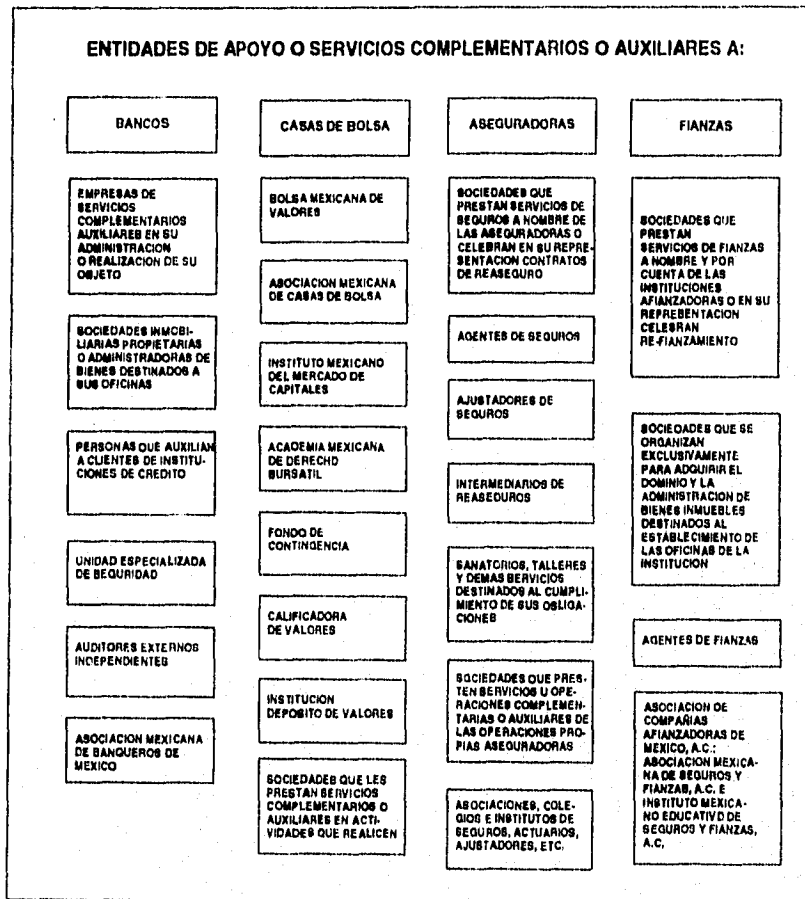 ENTIDADES DE APOYO O SERVICIOS COMPLEMENTARIOS O AUXILIARES A:
BANCOS
EMPRESAS DE
SERVICIOS
COMPLEMENTARIOS
AUXILIARES EN SU
ADMINISTRACION
O REALIZACION DE SU
OBJETO
SOCIEDADES INMOBI-
LIARIAS PROPIETARIAS
O ADMINISTRADORAS DE
BIENES DESTINADOS A
SUS OFICINAS
PERSONAS QUE AUXILIAN
A CLIENTES DE INSTITU-
CIONES DE CREDITO
UNIDAD ESPECIALIZADA
DE SEGURIDAD
AUDITORES EXTERNOS
INDEPENDIENTES
ASOCIACION MEXICANA
DE BANQUEROS DE
MEXICO
CASAS DE BOLSA
BOLSA MEXICANA DE
VALORES
ASOCIACION MEXICANA
DE CASAS DE BOLSA
INSTITUTO MEXICANO
DEL MERCADO DE
CAPITALES
ACADEMIA MEXICANA
DE DERECHO
BURSATIL
FONDO DE
CONTINGENCIA
CALIFICADORA
DE VALORES
INSTITUCION
DEPOSITO DE VALORES
SOCIEDADES QUE LES
PRESTAN SERVICIOS
COMPLEMENTARIOS O
AUXILIARES EN ACTI-
VIDADES QUE REALICEN
ASEGURADORAS
SOCIEDADES QUE
PRESTAN SERVICIOS DE
SEGUROS A NOMBRE DE
LAS ASEGURADORAS O
CELEBRAN EN SU REPRE-
SENTACION CONTRATOS
DE REASEGURO
AGENTES DE SEGUROS
AJUSTADORES DE
SEGUROS
INTERMEDIARIOS DE
REASEGUROS
SANATORIOS, TALLERES
Y DEMAS SERVICIOS
DESTINADOS AL CUMPLI-
MIENTO DE SUS OBLIGA-
CIONES
SOCIEDADES QUE PRES-
TEN SERVICIOS U OPE-
RACIONES COMPLEMEN-
TARIAS O AUXILIARES DE
LAS OPERACIONES PRO-
PIAS ASEGURADORAS
ASOCIACIONES, COLE-
GIOS E INSTITUTOS DE
SEGUROS, ACTUARIOS,
AJUSTADORES, ETC.
FIANZAS
SOCIEDADES QUE
PRESTAN
SERVICIOS DE FIANZAS
A NOMBRE Y POR
CUENTA DE LAS
INSTITUCIONES
AFIANZADORAS O EN SU
REPRESENTACION
CELEBRAN
RE-FIANZAMIENTO
SOCIEDADES QUE SE
ORGANIZAN
EXCLUSIVAMENTE
PARA ADQUIRIR EL
DOMINIO Y LA
ADMINISTRACION DE
BIENES INMUEBLES
DESTINADOS AL
ESTABLECIMIENTO DE
LAS OFICINAS DE LA
INSTITUCION
AGENTES DE FIANZAS
ASOCIACION DE
COMPAÑIAS
AFIANZADORAS DE
MEXICO, A.C.;
ASOCIACION MEXICA-
NA DE SEGUROS Y
FIANZAS, A.C. E
INSTITUTO MEXICA-
NO EDUCATIVO DE
SEGUROS Y FIANZAS,
A.C.